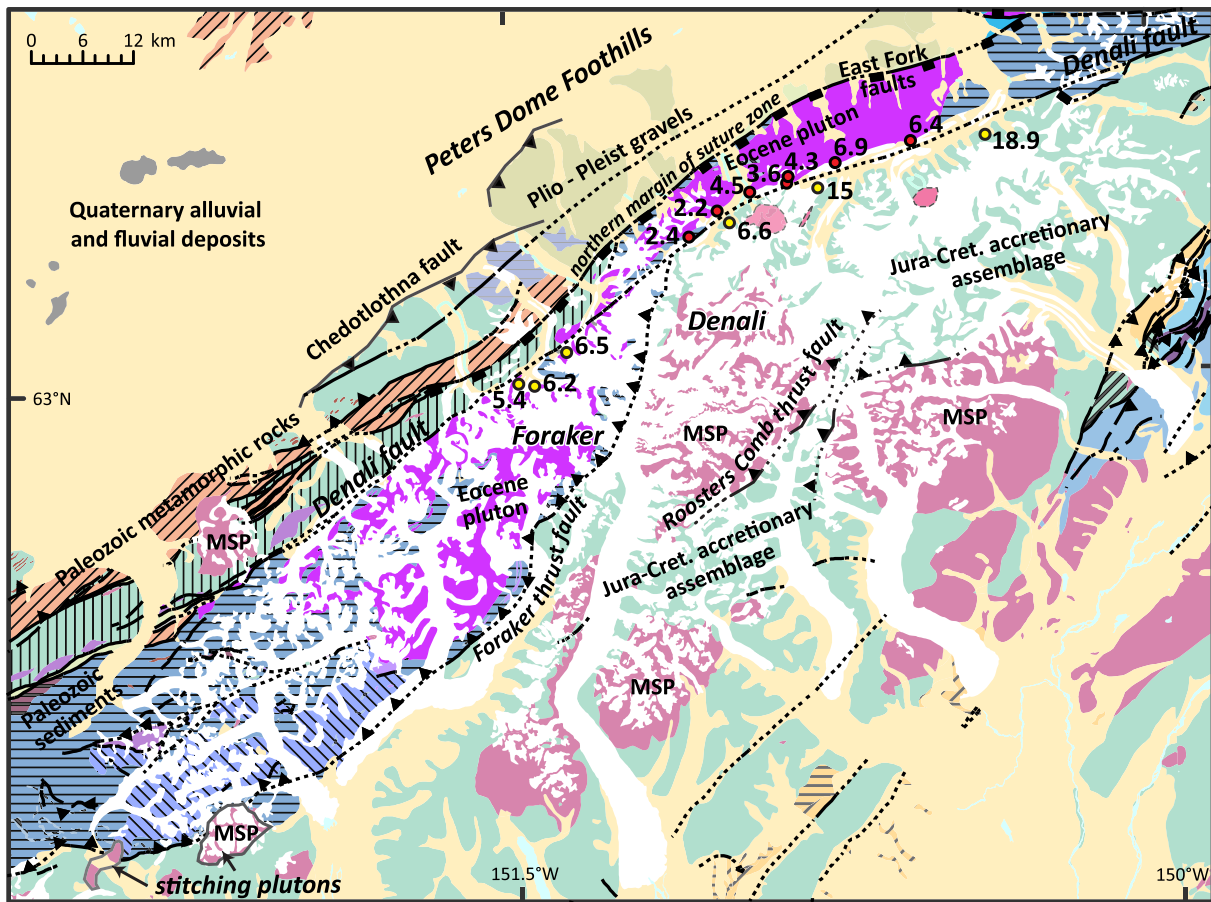 0 6 12 km
Peters Dome Foothills
East Fork
faults
Denali fault
Plio - Pleist gravels
northern margin of suture zone
Eocene pluton
6.4
18.9
6.9
4.3
3.6
4.5
15
2.2
6.6
2.4
Quaternary alluvial
and fluvial deposits
Jura-Cret. accretionary
assemblage
Chedotlothna fault
Denali
6.5
6.2
5.4
63°N
Foraker
MSP
MSP
Roosters Comb thrust fault
Paleozoic metamorphic rocks
Denali fault
Eocene
pluton
MSP
Foraker thrust fault
Jura-Cret. accretionary
assemblage
Paleozoic
sediments
MSP
MSP
stitching plutons
151.5°W
150°W